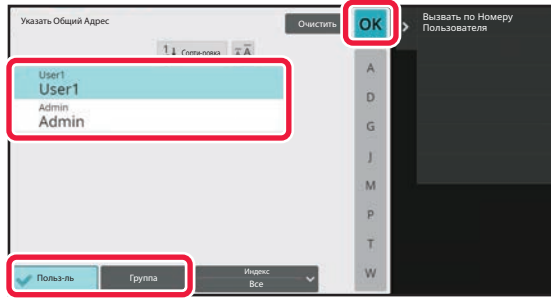 Указать Общий Адрес
Очистить
OK
Вызвать по Номеру
Пользователя
1 Сорти-ровка A A
User1
User1
Admin
Admin
A
D
G
J
M
P
T
W
Польз-ль
Группа
Индекс
Все